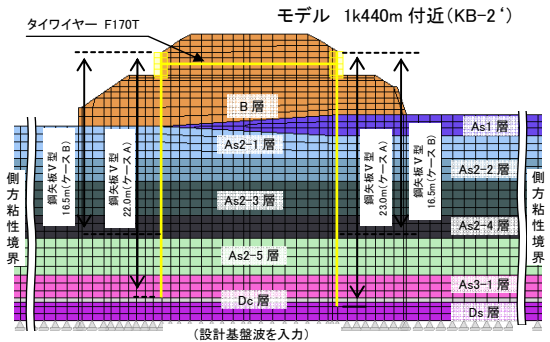 モデル 1k440m 付近(KB-2‘)
タイワイヤー F170T
B 層
As1 層
As2-1 層
As2-2 層
As2-3 層
As2-4 層
As2-5 層
As3-1 層
Dc 層
Ds 層
側方粘性境界
鋼矢板Ⅴ型
16.5m(ケース B)
鋼矢板Ⅴ型
22.0m(ケース A)
鋼矢板Ⅴ型
23.0m(ケース A)
鋼矢板Ⅴ型
16.5m(ケース B)
側方粘性境界
(設計基盤波を入力)